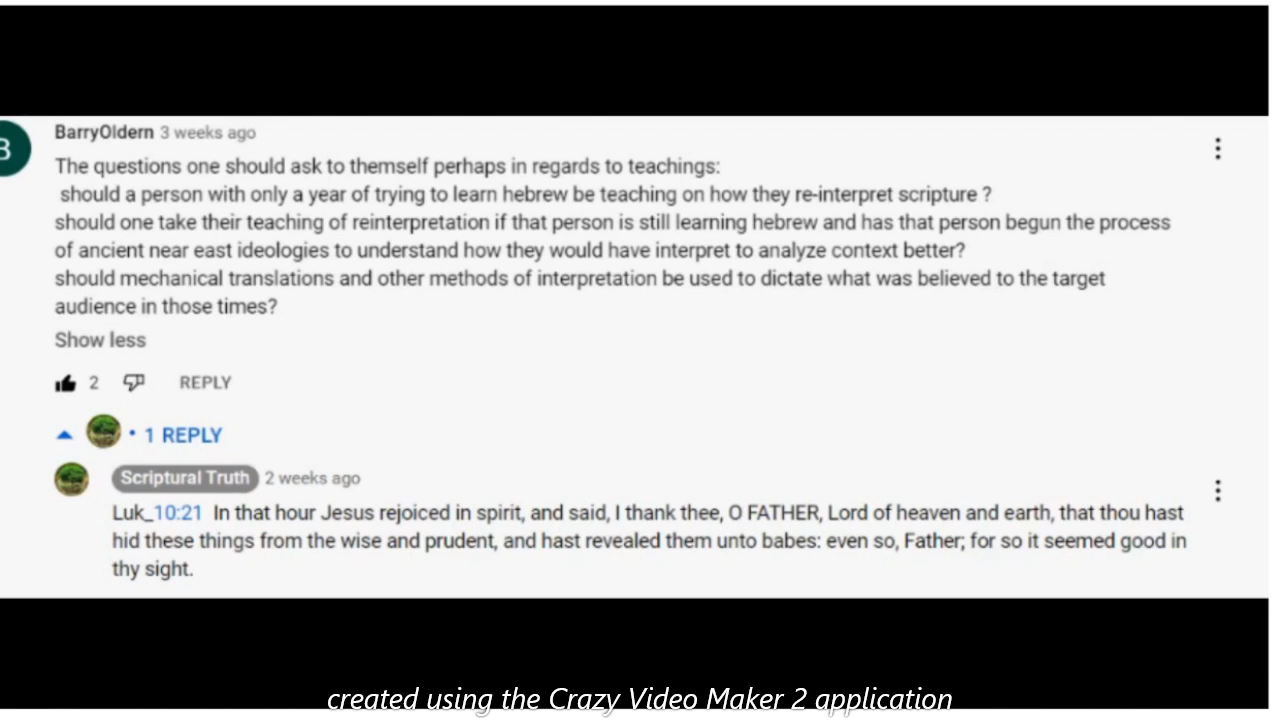 B
BarryOldern 3 weeks ago
The questions one should ask to themself perhaps in regards to teachings:
should a person with only a year of trying to learn hebrew be teaching on how they re-interpret scripture ?
should one take their teaching of reinterpretation if that person is still learning hebrew and has that person begun the process
of ancient near east ideologies to understand how they would have interpret to analyze context better?
should mechanical translations and other methods of interpretation be used to dictate what was believed to the target
audience in those times?
Show less
2 REPLY
• 1 REPLY
Scriptural Truth 2 weeks ago
Luk_10:21 In that hour Jesus rejoiced in spirit, and said, I thank thee, O FATHER, Lord of heaven and earth, that thou hast
hid these things from the wise and prudent, and hast revealed them unto babes: even so, Father; for so it seemed good in
thy sight.
created using the Crazy Video Maker 2 application